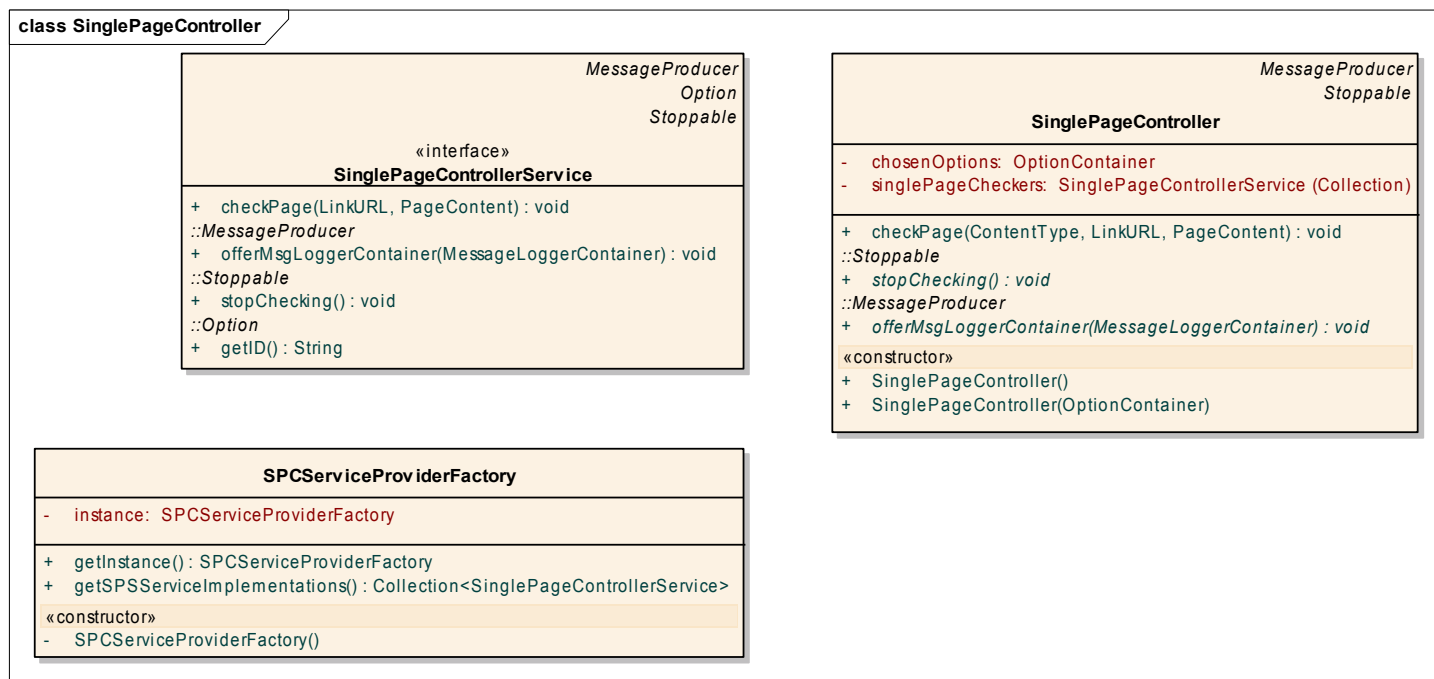 class SinglePageController
MessageProducer
Option
Stoppable
«interface»
SinglePageControllerService
+ checkPage(LinkURL, PageContent) : void
::MessageProducer
+ offerMsgLoggerContainer(MessageLoggerContainer) : void
::Stoppable
+ stopChecking() : void
::Option
+ getID() : String
MessageProducer
Stoppable
SinglePageController
- chosenOptions: OptionContainer
- singlePageCheckers: SinglePageControllerService (Collection)
+ checkPage(ContentType, LinkURL, PageContent) : void
::Stoppable
+ stopChecking() : void
::MessageProducer
+ offerMsgLoggerContainer(MessageLoggerContainer) : void
«constructor»
+ SinglePageController()
+ SinglePageController(OptionContainer)
SPCServiceProviderFactory
- instance: SPCServiceProviderFactory
+ getInstance() : SPCServiceProviderFactory
+ getSPSServiceImplementations() : Collection<SinglePageControllerService>
«constructor»
- SPCServiceProviderFactory()